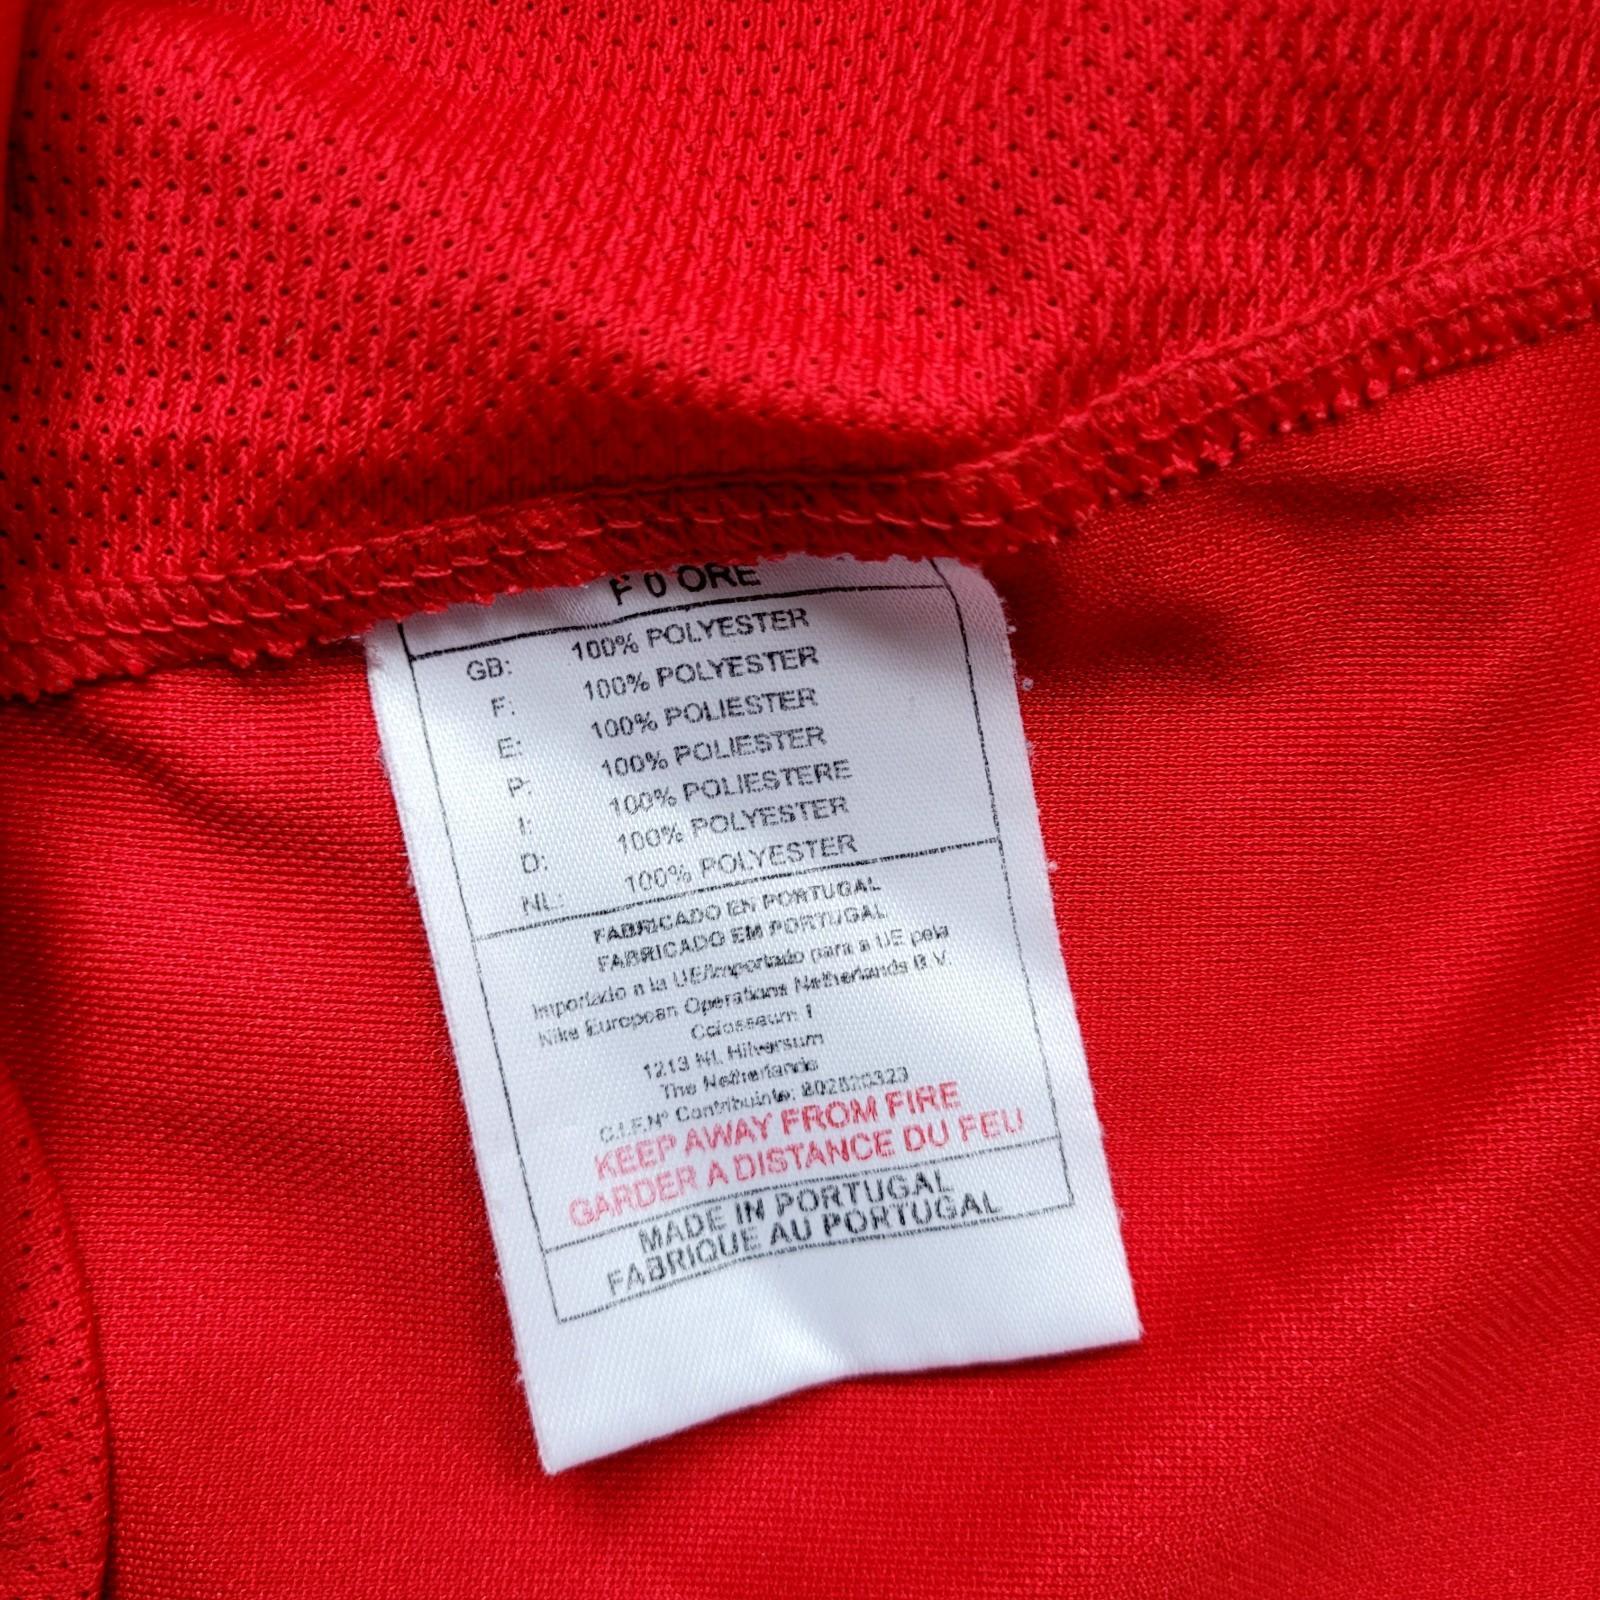 F 0 ORE
GB: 100% POLYESTER
F: 100% POLYESTER
E: 100% POLIESTER
P: 100% POLIESTER
I: 100% POLIESTERE
D: 100% POLYESTER
NL: 100% POLYESTER
FABRICADO EN PORTUGAL
FABRICADO EM PORTUGAL
Importado a la UE/Importado para a UE pela
Nike European Operations Netherlands B.V.
Colosseum 1
1213 NL Hilversum
The Netherlands
C.I.F.Nº Contribuinte: 802520323
KEEP AWAY FROM FIRE
GARDER A DISTANCE DU FEU
MADE IN PORTUGAL
FABRIQUE AU PORTUGAL